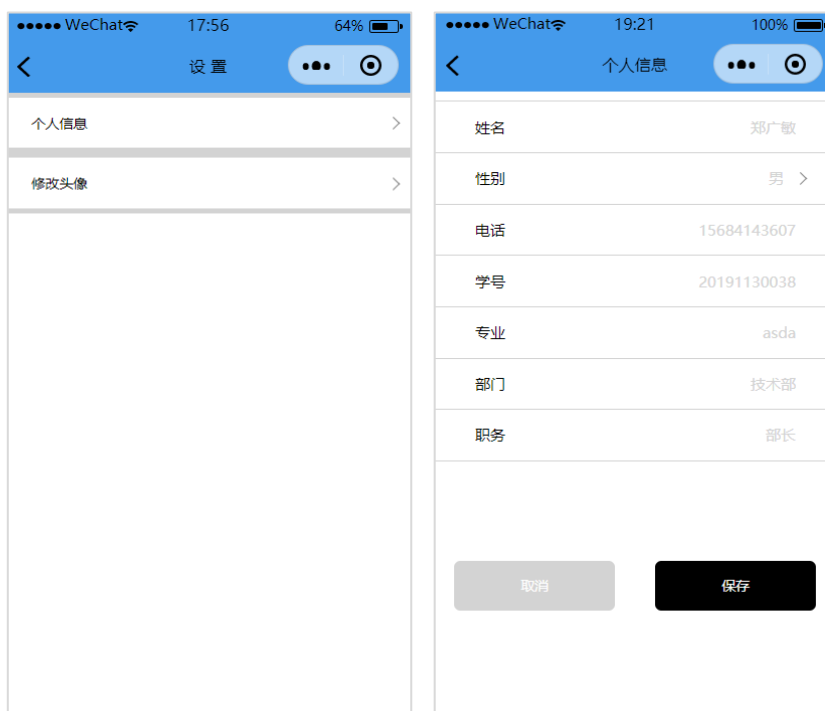 WeChat 17:56 64%
设 置
个人信息
修改头像
WeChat 19:21 100%
个人信息
姓名 郑广敏
性别 男
电话 15684143607
学号 20191130038
专业 asda
部门 技术部
职务 部长
取消 保存